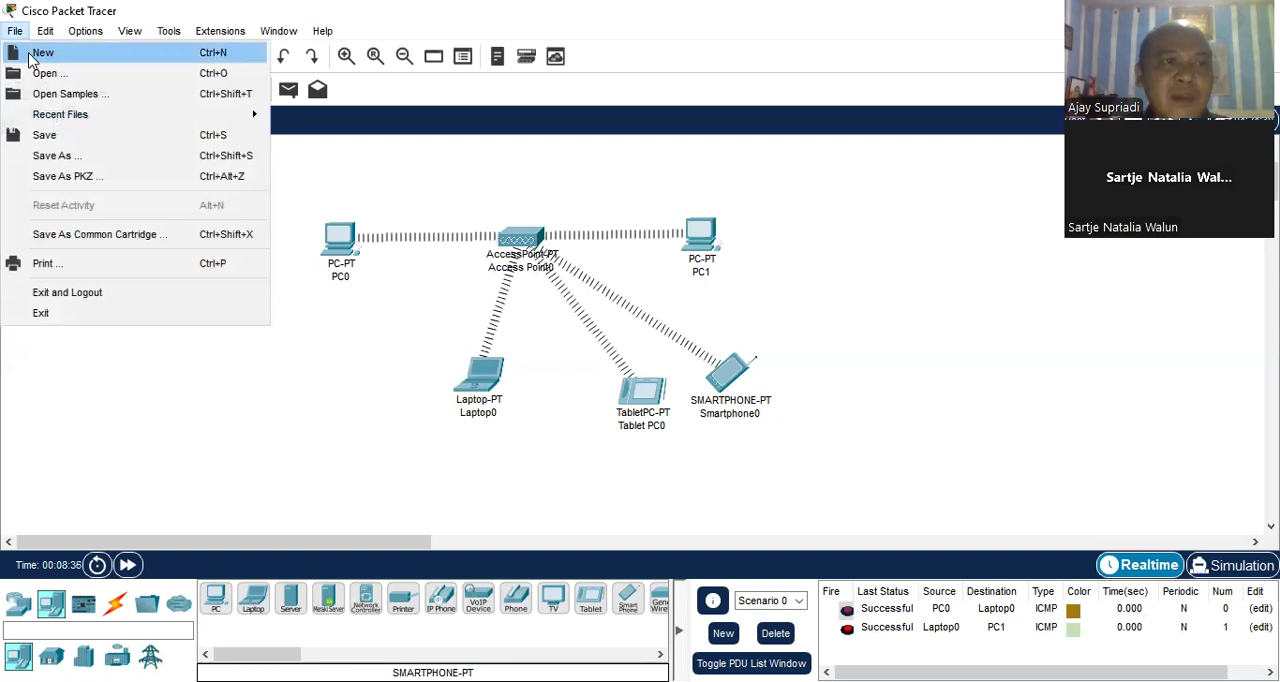 Cisco Packet Tracer
File Edit Options View Tools Extensions Window Help
New Ctrl+N
Open ... Ctrl+O
Open Samples ... Ctrl+Shift+T
Recent Files
Save Ctrl+S
Save As ... Ctrl+Shift+S
Save As PKZ ... Ctrl+Alt+Z
Reset Activity Alt+N
Save As Common Cartridge ... Ctrl+Shift+X
Print ... Ctrl+P
Exit and Logout
Exit
Ajay Supriadi
Sartje Natalia Wal...
Sartje Natalia Walun
PC-PT
PC0
AccessPoint-PT
Access Point0
PC-PT
PC1
Laptop-PT
Laptop0
TabletPC-PT
Tablet PC0
SMARTPHONE-PT
Smartphone0
Time: 00:08:36
Realtime
Simulation
PC Laptop Server Meraki Server Network Controller Printer IP Phone VoIP Device Phone TV Tablet Smart Phone
SMARTPHONE-PT
Scenario 0
New Delete
Toggle PDU List Window
Fire Last Status Source Destination Type Color Time(sec) Periodic Num Edit
Successful PC0 Laptop0 ICMP 0.000 N 0 (edit)
Successful Laptop0 PC1 ICMP 0.000 N 1 (edit)